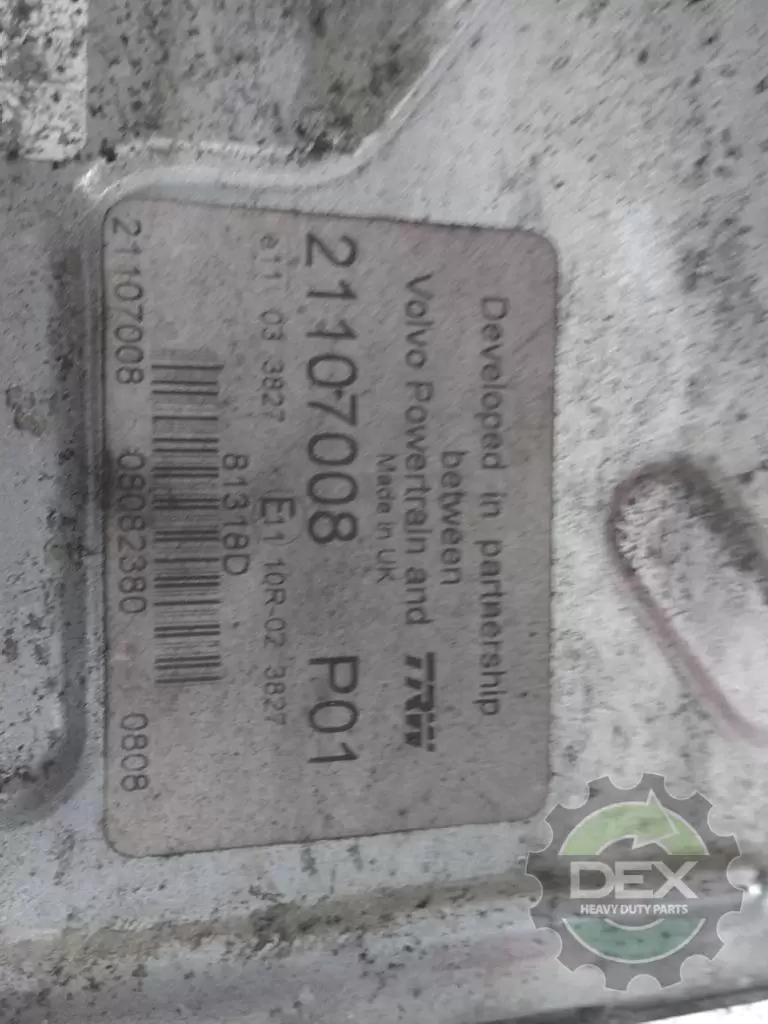 Developed in partnership
between
Volvo Powertrain and TRW
Made in UK
21107008 P01
e11 03 3827 E11 10R-02 3827
81318D
21107008 08082380 0808
DEX
HEAVY DUTY PARTS